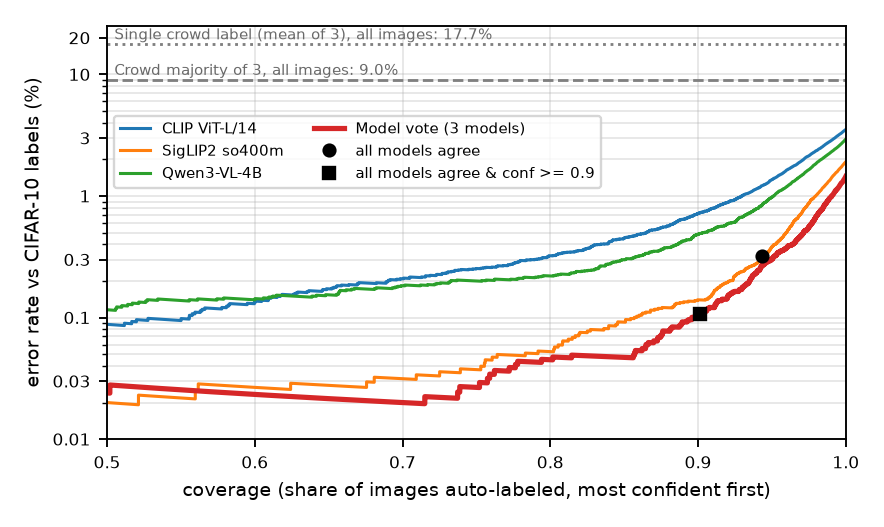 Single crowd label (mean of 3), all images: 17.7%
Crowd majority of 3, all images: 9.0%
CLIP ViT-L/14
SigLIP2 so400m
Qwen3-VL-4B
Model vote (3 models)
all models agree
all models agree & conf >= 0.9
error rate vs CIFAR-10 labels (%)
20
10
3
1
0.3
0.1
0.03
0.01
0.5
0.6
0.7
0.8
0.9
1.0
coverage (share of images auto-labeled, most confident first)